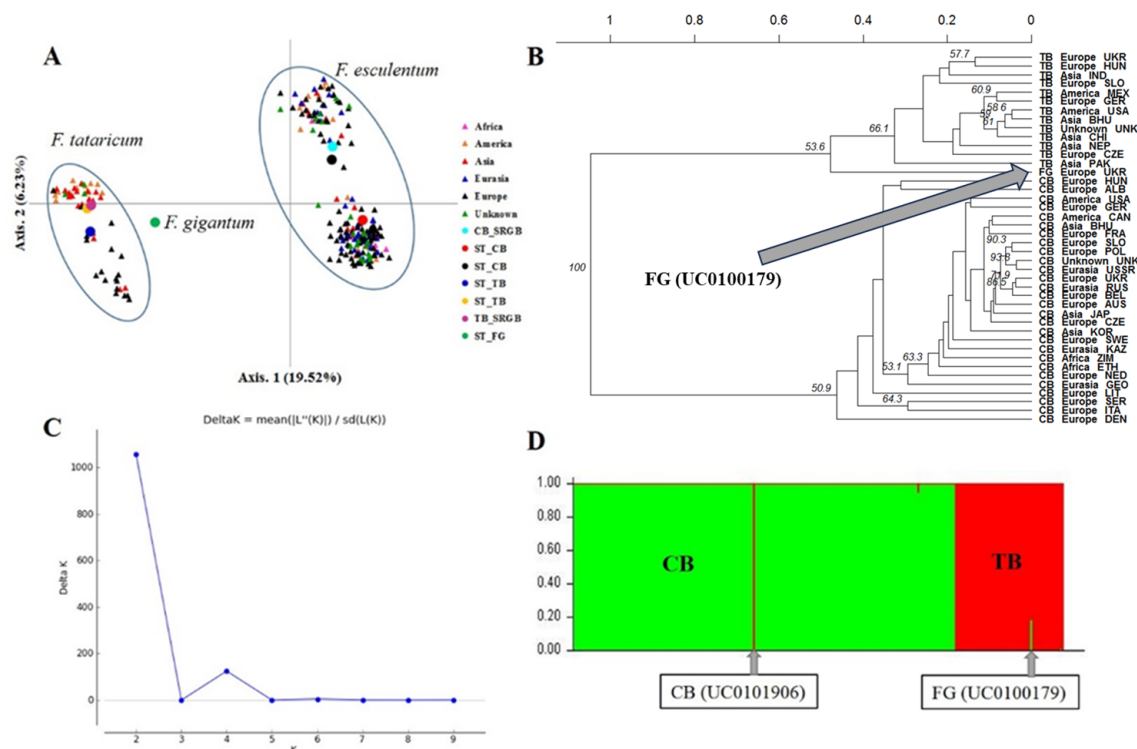 A
F. esculentum
F. tataricum
F. gigantum
Axis. 2 (6.23%)
Axis. 1 (19.52%)
Africa
America
Asia
Eurasia
Europe
Unknown
CB_SRGB
ST_CB
ST_CB
ST_TB
ST_TB
TB_SRGB
ST_FG
B
1 0.8 0.6 0.4 0.2 0
57.7
60.9
58.6
59
61
66.1
53.6
100
90.3
93.8
71.9
86.5
63.3
53.1
50.9
64.3
FG (UC0100179)
TB Europe UKR
TB Europe HUN
TB Asia IND
TB Europe SLO
TB America MEX
TB Europe GER
TB America USA
TB Asia BHU
TB Unknown UNK
TB Asia CHI
TB Asia NEP
TB Europe CZE
TB Asia PAK
FG Europe UKR
CB Europe HUN
CB Europe ALB
CB America USA
CB Europe GER
CB America CAN
CB Asia BHU
CB Europe FRA
CB Europe SLO
CB Europe POL
CB Unknown UNK
CB Eurasia USSR
CB Europe UKR
CB Eurasia RUS
CB Europe BEL
CB Europe AUS
CB Asia JAP
CB Europe CZE
CB Asia KOR
CB Europe SWE
CB Eurasia KAZ
CB Africa ZIM
CB Africa ETH
CB Europe NED
CB Eurasia GEO
CB Europe LIT
CB Europe SER
CB Europe ITA
CB Europe DEN
C
DeltaK = mean(|L''(K)|) / sd(L(K))
Delta K
1000
800
600
400
200
0
2 3 4 5 6 7 8 9
K
D
1.00
0.80
0.60
0.40
0.20
0.00
CB
TB
CB (UC0101906)
FG (UC0100179)